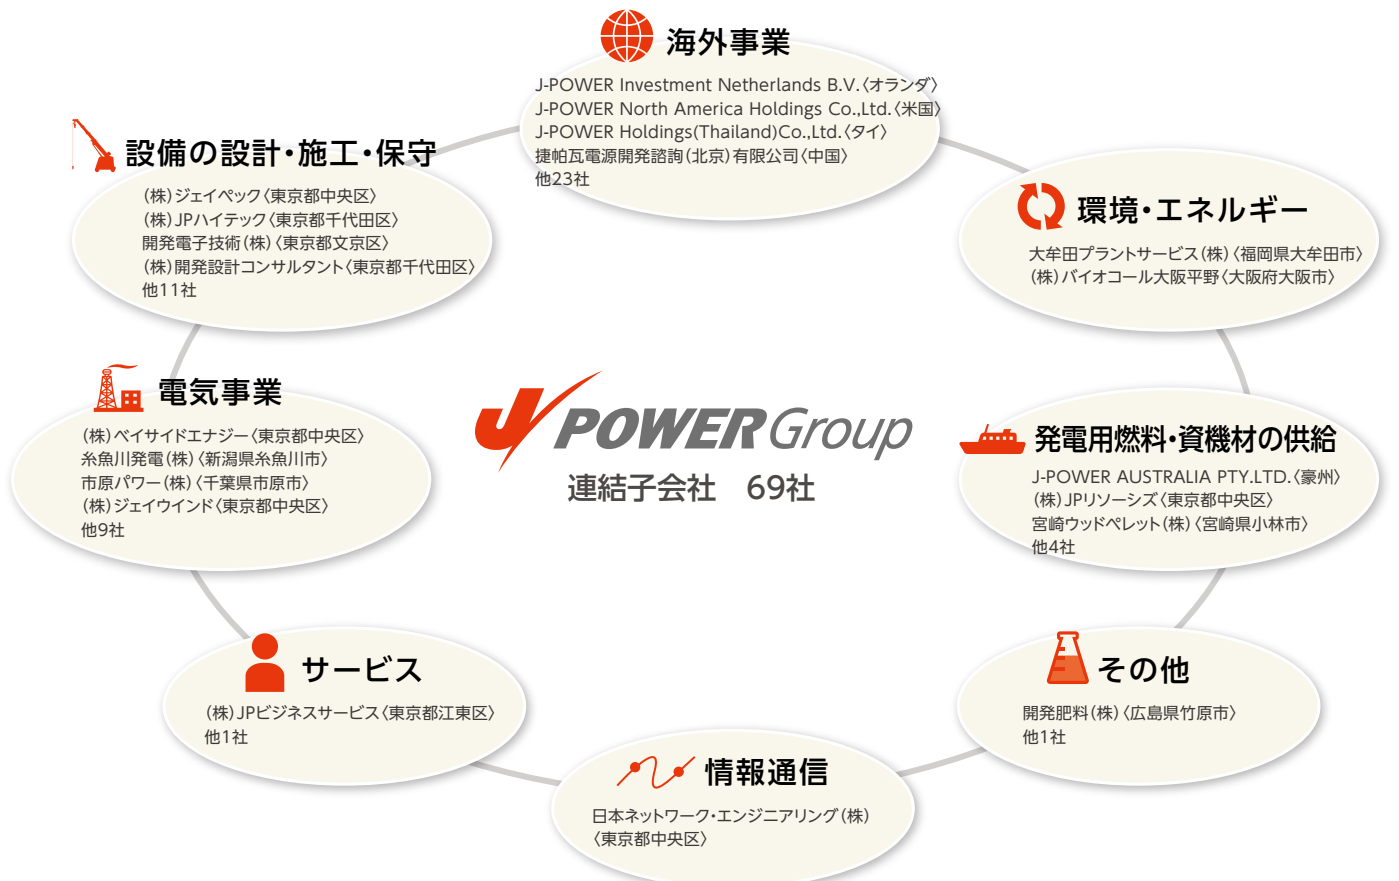 海外事業
J-POWER Investment Netherlands B.V.〈オランダ〉
J-POWER North America Holdings Co.,Ltd.〈米国〉
J-POWER Holdings(Thailand)Co.,Ltd.〈タイ〉
捷帕瓦電源開発諮詢(北京)有限公司〈中国〉
他23社
設備の設計・施工・保守
(株)ジェイペック〈東京都中央区〉
(株)JPハイテック〈東京都千代田区〉
開発電子技術(株)〈東京都文京区〉
(株)開発設計コンサルタント〈東京都千代田区〉
他11社
環境・エネルギー
大牟田プラントサービス(株)〈福岡県大牟田市〉
(株)バイオコール大阪平野〈大阪府大阪市〉
電気事業
(株)ベイサイドエナジー〈東京都中央区〉
糸魚川発電(株)〈新潟県糸魚川市〉
市原パワー(株)〈千葉県市原市〉
(株)ジェイウインド〈東京都中央区〉
他9社
J POWER Group
連結子会社　69社
発電用燃料・資機材の供給
J-POWER AUSTRALIA PTY.LTD.〈豪州〉
(株)JPリソーシズ〈東京都中央区〉
宮崎ウッドペレット(株)〈宮崎県小林市〉
他4社
サービス
(株)JPビジネスサービス〈東京都江東区〉
他1社
その他
開発肥料(株)〈広島県竹原市〉
他1社
情報通信
日本ネットワーク・エンジニアリング(株)
〈東京都中央区〉